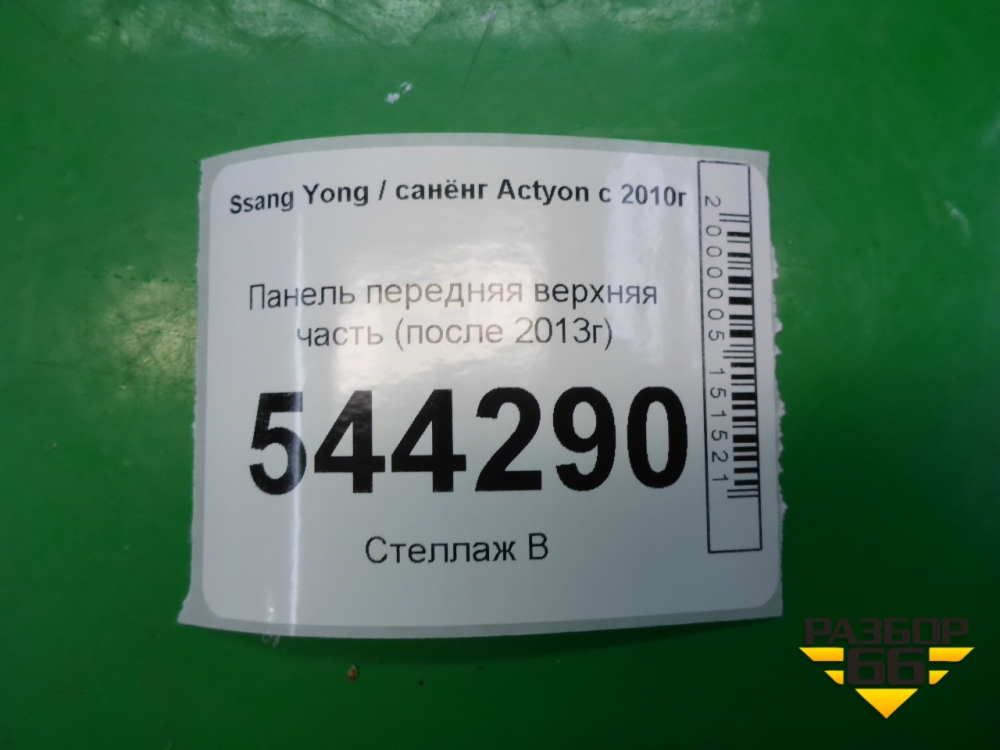 Ssang Yong / санёнг Actyon с 2010г
Панель передняя верхняя
часть (после 2013г)
544290
Стеллаж В
2000005151521
РАЗБОР
66